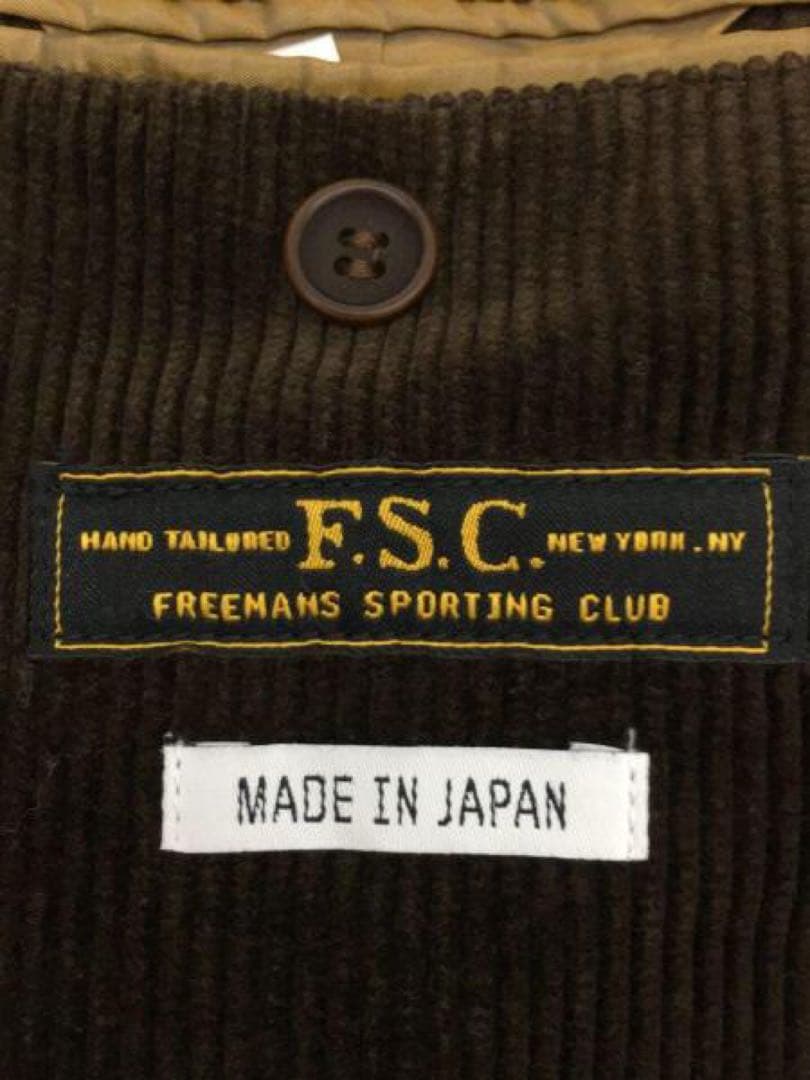 HAND TAILORED F.S.C. NEW YORK.NY
FREEMANS SPORTING CLUB
MADE IN JAPAN